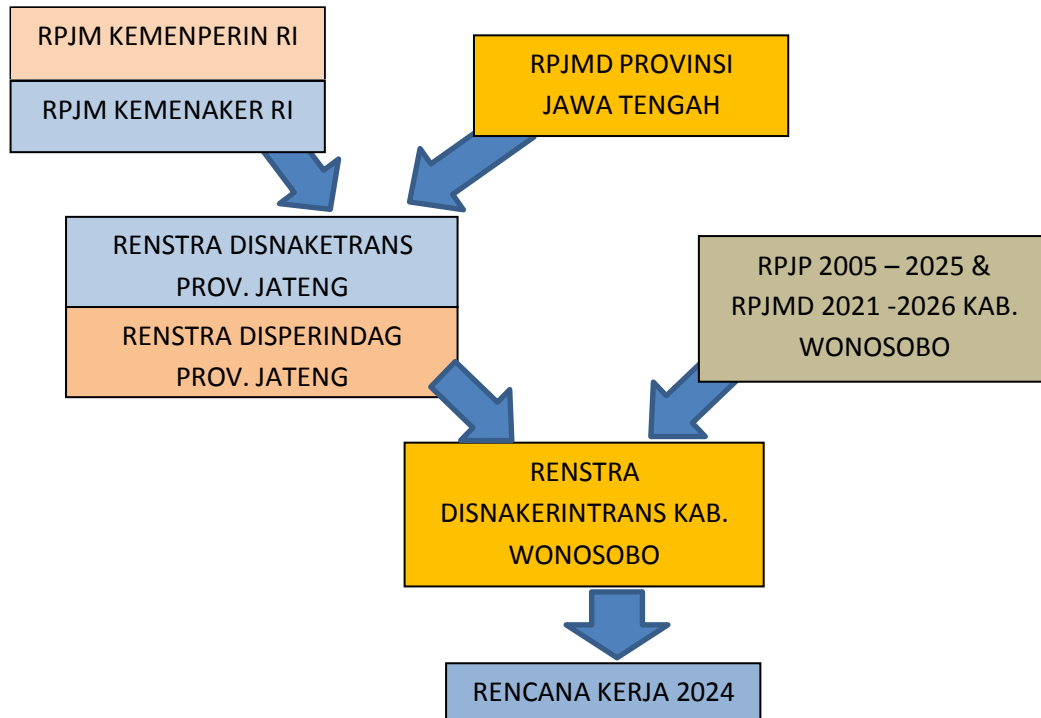 RPJM KEMENPERIN RI
RPJM KEMENAKER RI
RPJMD PROVINSI
JAWA TENGAH
RENSTRA DISNAKETRANS
PROV. JATENG
RENSTRA DISPERINDAG
PROV. JATENG
RPJP 2005 – 2025 &
RPJMD 2021 -2026 KAB.
WONOSOBO
RENSTRA
DISNAKERINTRANS KAB.
WONOSOBO
RENCANA KERJA 2024